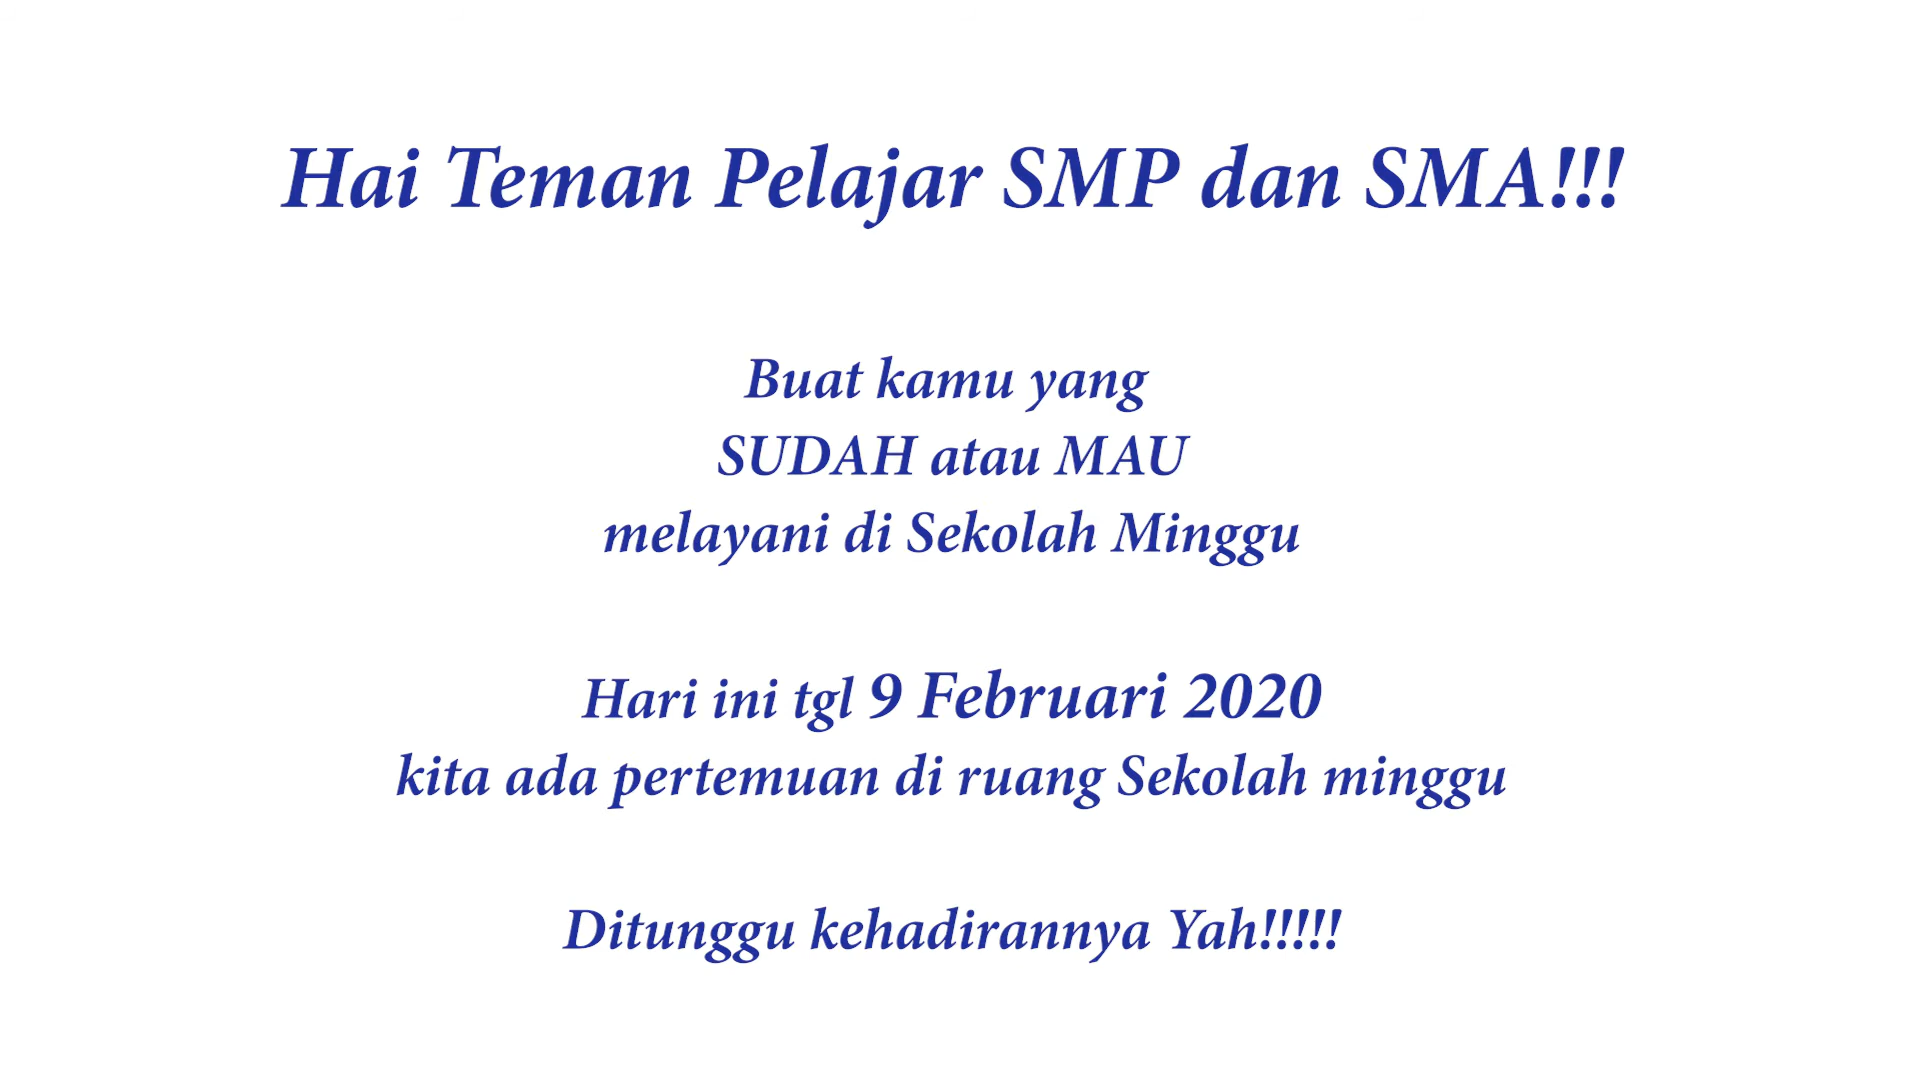 Hai Teman Pelajar SMP dan SMA!!!
Buat kamu yang
SUDAH atau MAU
melayani di Sekolah Minggu
Hari ini tgl 9 Februari 2020
kita ada pertemuan di ruang Sekolah minggu
Ditunggu kehadirannya Yah!!!!!